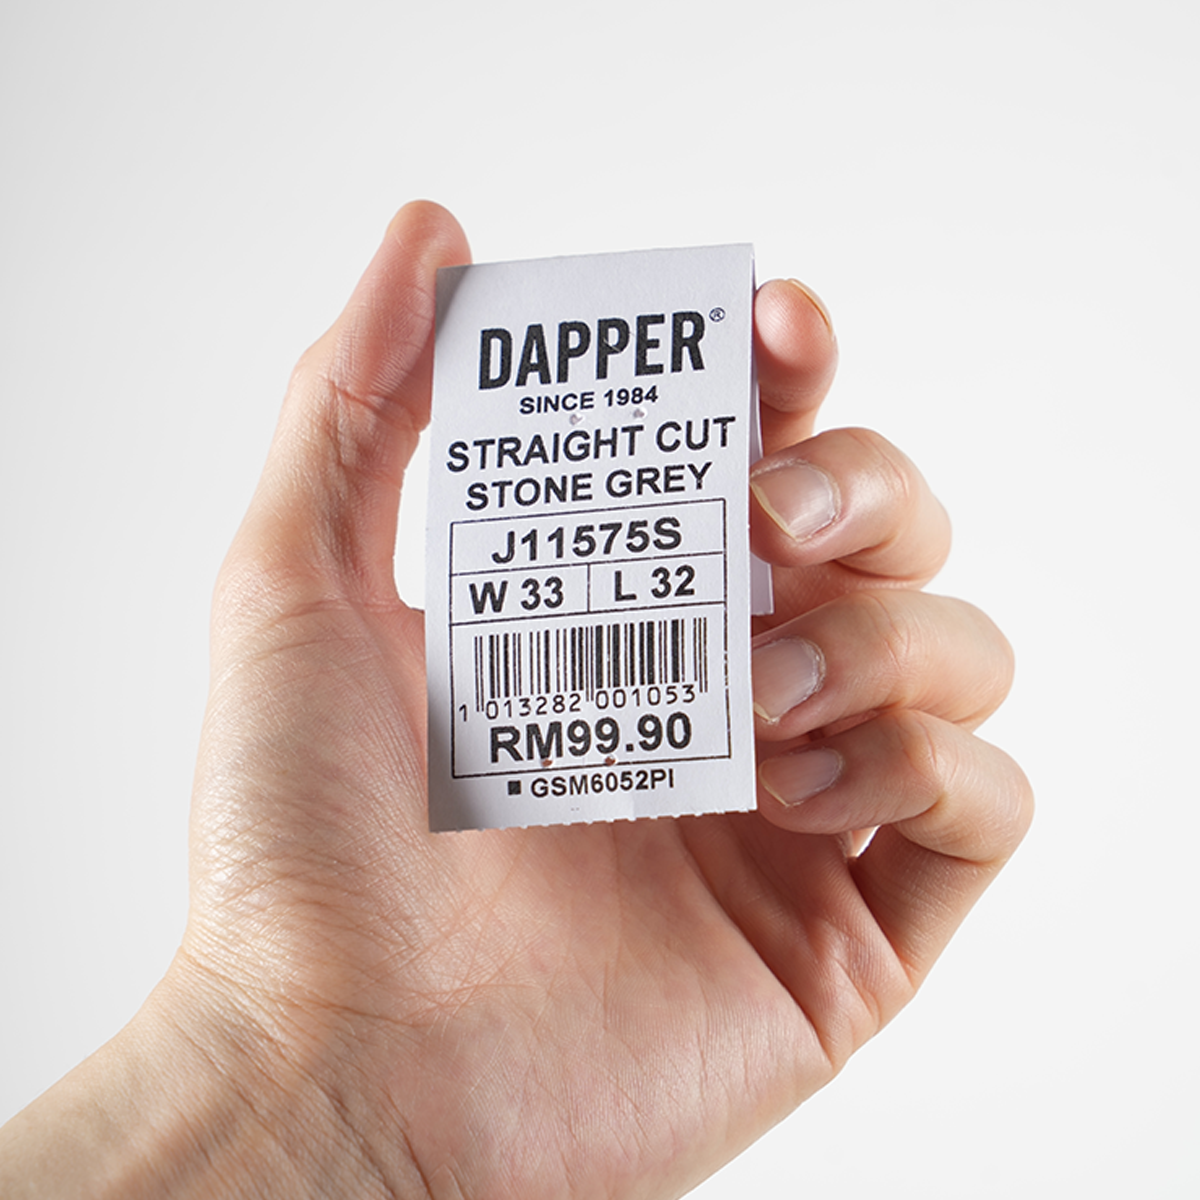 DAPPER®
SINCE 1984
STRAIGHT CUT
STONE GREY
J11575S
W 33 L 32
1 013282 001053
RM99.90
■ GSM6052PI